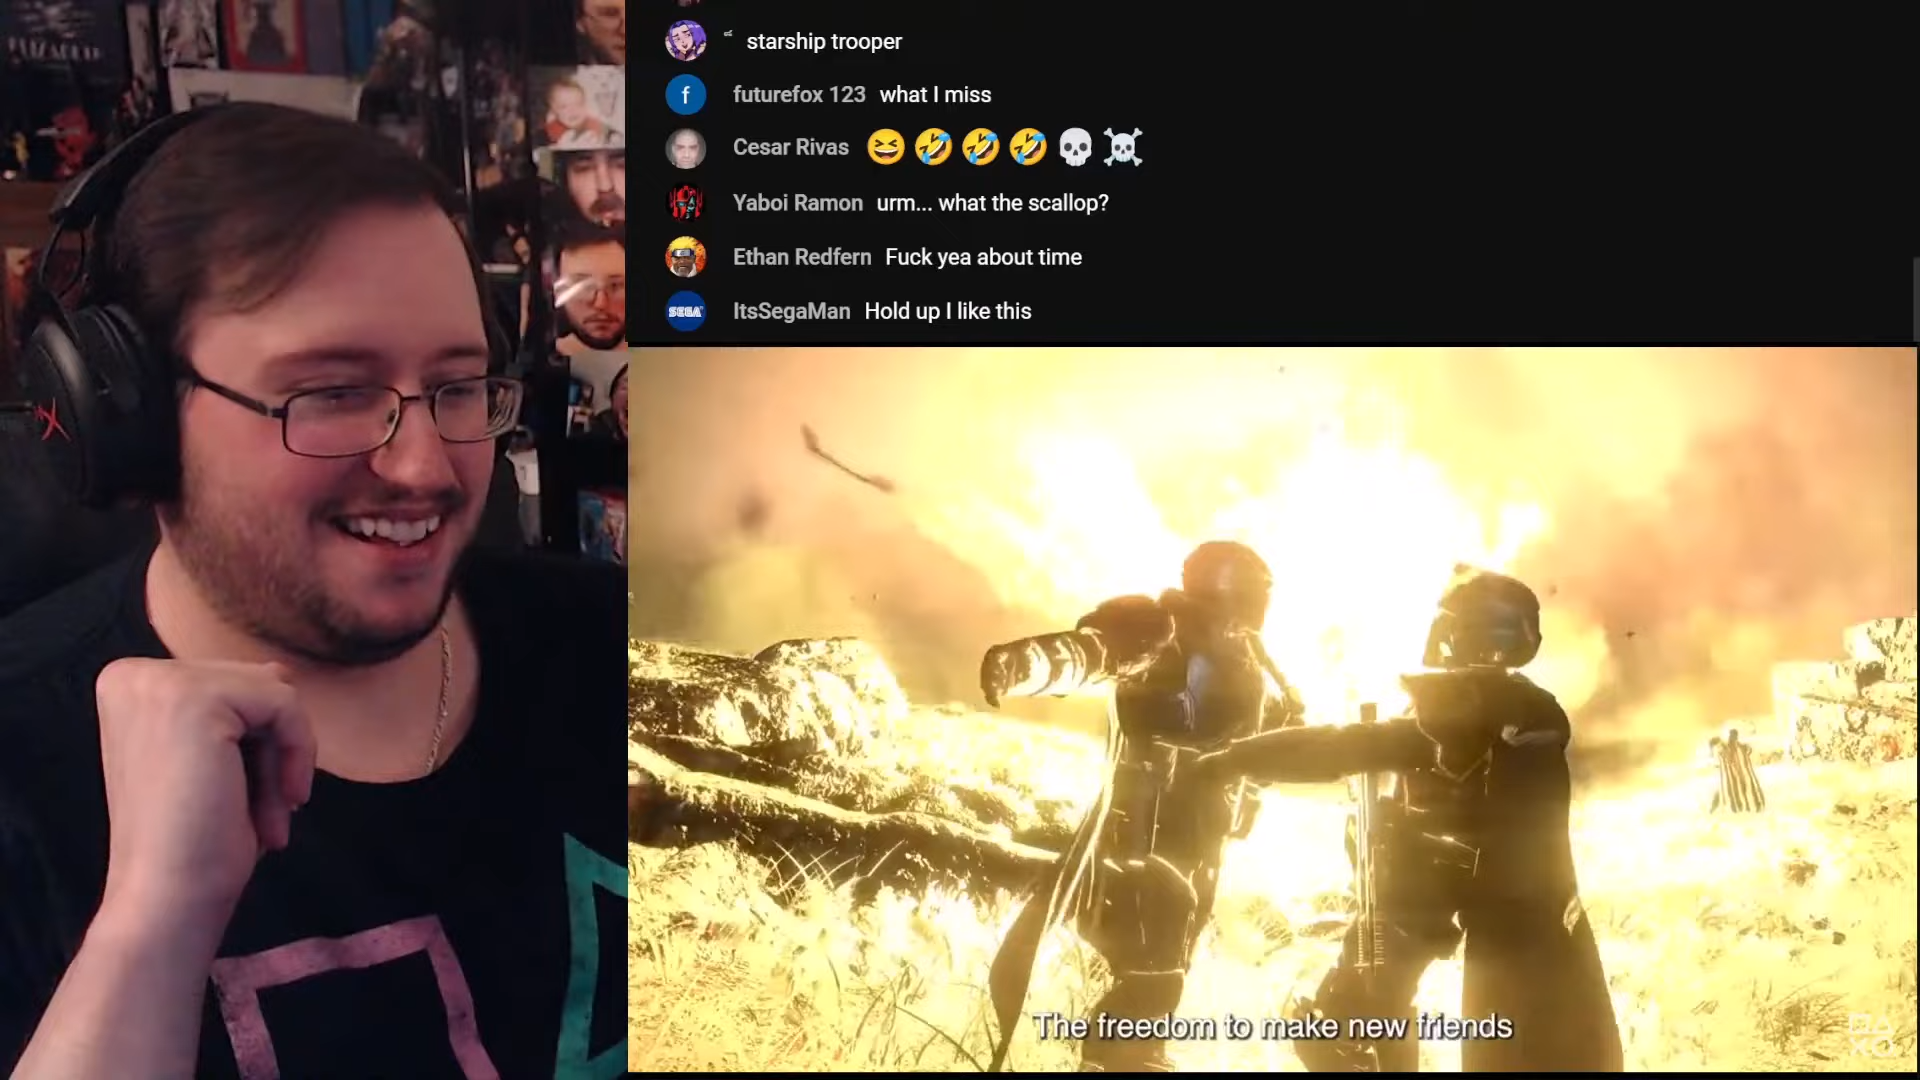 starship trooper
futurefox 123 what I miss
Cesar Rivas 😆🤣🤣🤣💀☠️
Yaboi Ramon urm... what the scallop?
Ethan Redfern Fuck yea about time
SEGA ItsSegaMan Hold up I like this
The freedom to make new friends